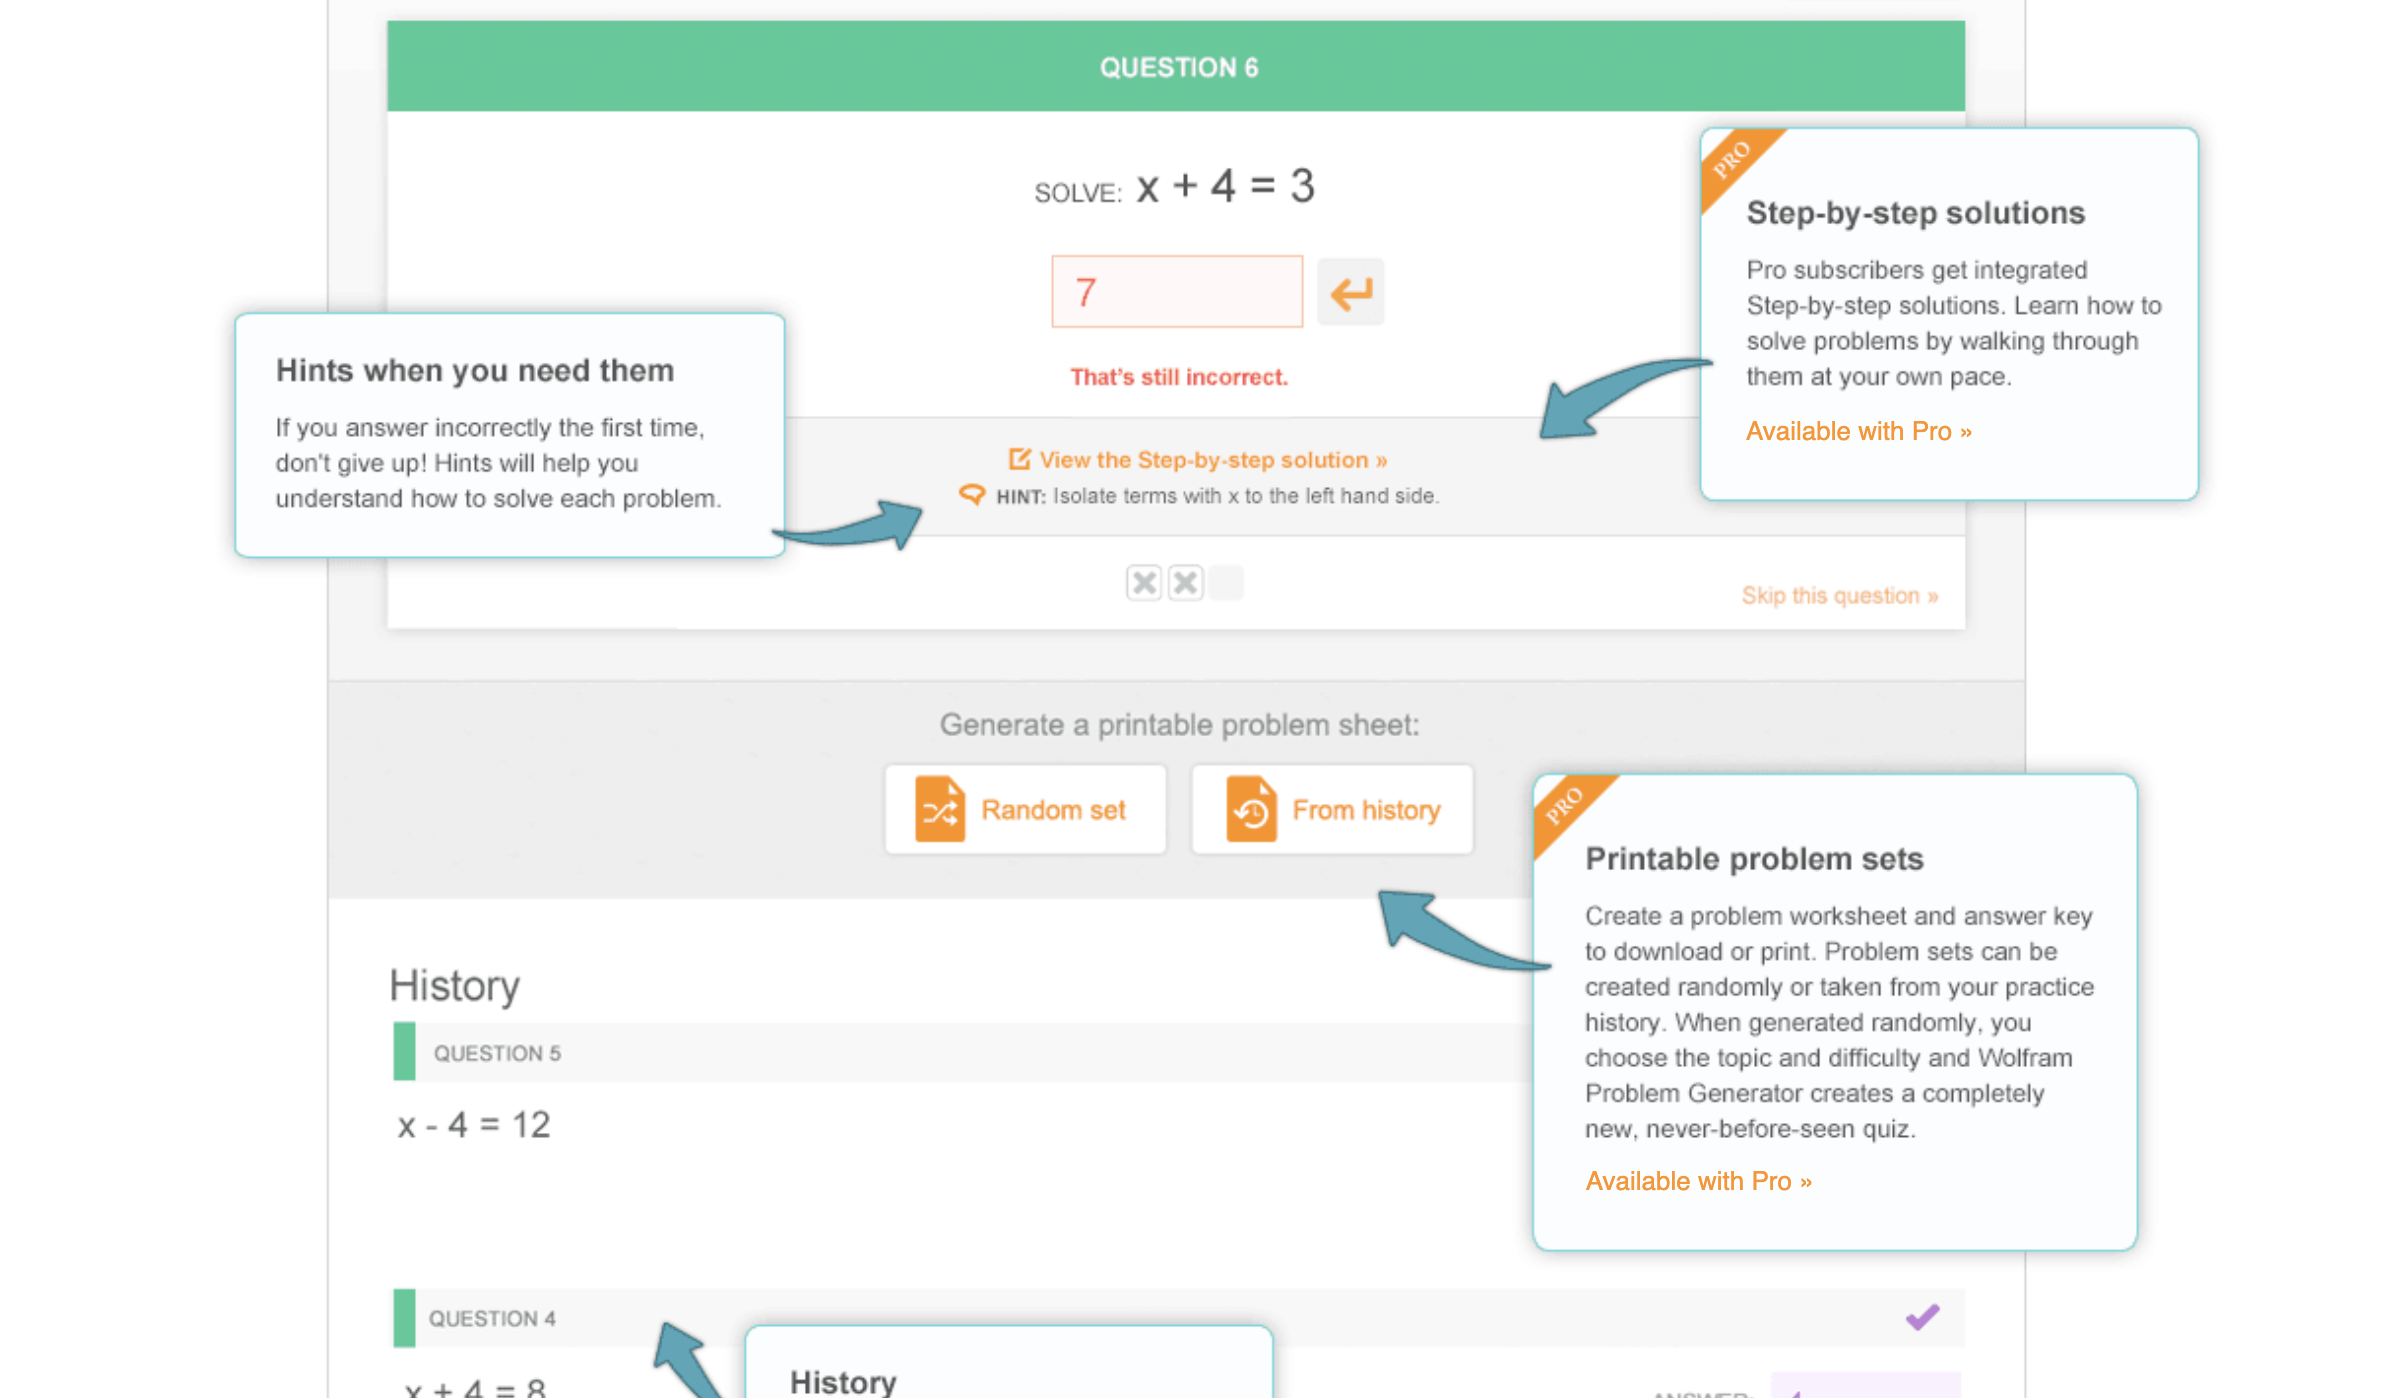 QUESTION 6
SOLVE: x + 4 = 3
7
That's still incorrect.
View the Step-by-step solution »
HINT: Isolate terms with x to the left hand side.
Skip this question »
Hints when you need them
If you answer incorrectly the first time,
don't give up! Hints will help you
understand how to solve each problem.
PRO
Step-by-step solutions
Pro subscribers get integrated
Step-by-step solutions. Learn how to
solve problems by walking through
them at your own pace.
Available with Pro »
Generate a printable problem sheet:
Random set
From history
PRO
Printable problem sets
Create a problem worksheet and answer key
to download or print. Problem sets can be
created randomly or taken from your practice
history. When generated randomly, you
choose the topic and difficulty and Wolfram
Problem Generator creates a completely
new, never-before-seen quiz.
Available with Pro »
History
QUESTION 5
x - 4 = 12
QUESTION 4
x + 4 = 8
History
ANSWER: